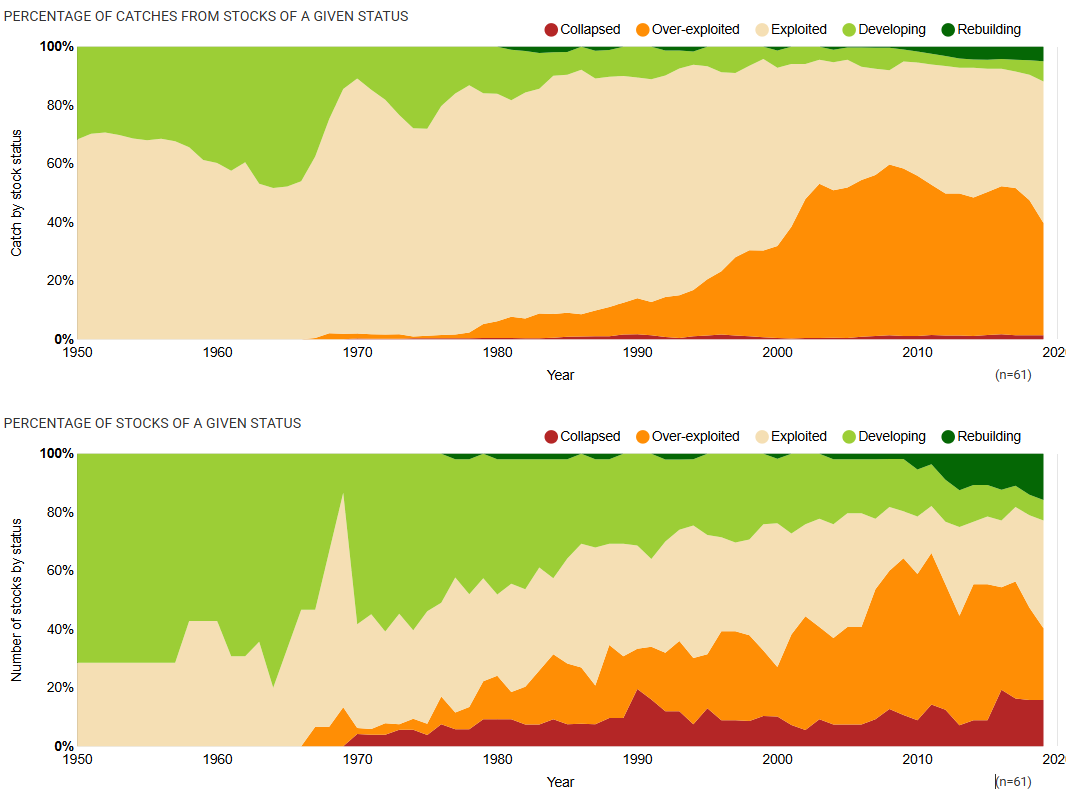 PERCENTAGE OF CATCHES FROM STOCKS OF A GIVEN STATUS
Collapsed Over-exploited Exploited Developing Rebuilding
100%
80%
60%
40%
20%
0%
Catch by stock status
1950 1960 1970 1980 1990 2000 2010 202
Year
(n=61)
PERCENTAGE OF STOCKS OF A GIVEN STATUS
Collapsed Over-exploited Exploited Developing Rebuilding
100%
80%
60%
40%
20%
0%
Number of stocks by status
1950 1960 1970 1980 1990 2000 2010 202
Year
(n=61)